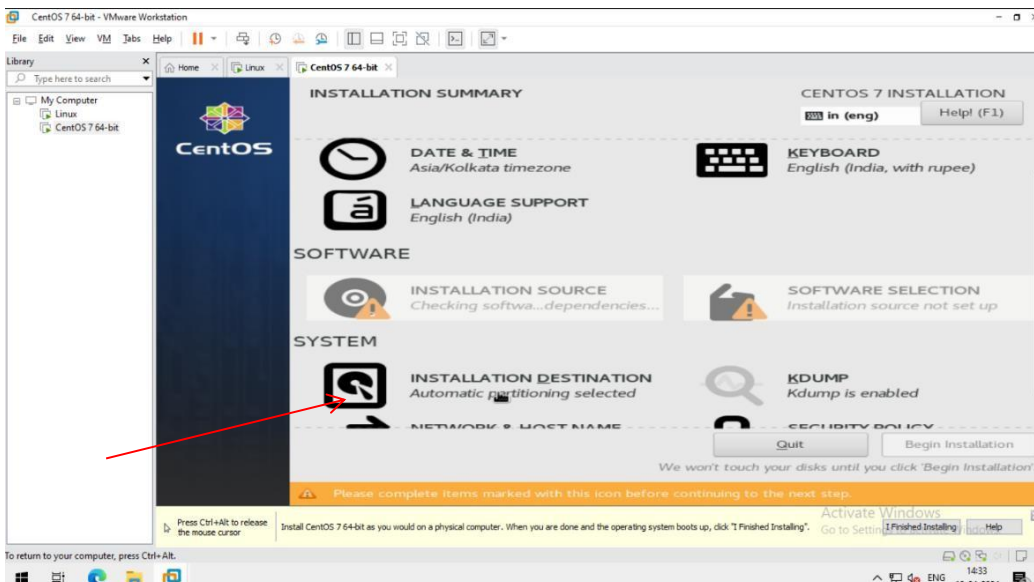 CentOS 7 64-bit - VMware Workstation
File Edit View VM Tabs Help
Library
Type here to search
My Computer
Linux
CentOS 7 64-bit
Home
Linux
CentOS 7 64-bit
CentOS
INSTALLATION SUMMARY
CENTOS 7 INSTALLATION
in (eng)
Help! (F1)
DATE & TIME
Asia/Kolkata timezone
KEYBOARD
English (India, with rupee)
LANGUAGE SUPPORT
English (India)
SOFTWARE
INSTALLATION SOURCE
Checking softwa...dependencies...
SOFTWARE SELECTION
Installation source not set up
SYSTEM
INSTALLATION DESTINATION
Automatic partitioning selected
KDUMP
Kdump is enabled
NETWORK & HOST NAME
SECURITY POLICY
Quit
Begin Installation
We won't touch your disks until you click 'Begin Installation'
Please complete items marked with this icon before continuing to the next step.
Press Ctrl+Alt to release
the mouse cursor
Install CentOS 7 64-bit as you would on a physical computer. When you are done and the operating system boots up, click "I Finished Installing".
Activate Windows
Go to
I Finished Installing
Help
To return to your computer, press Ctrl+Alt.
ENG
14:33